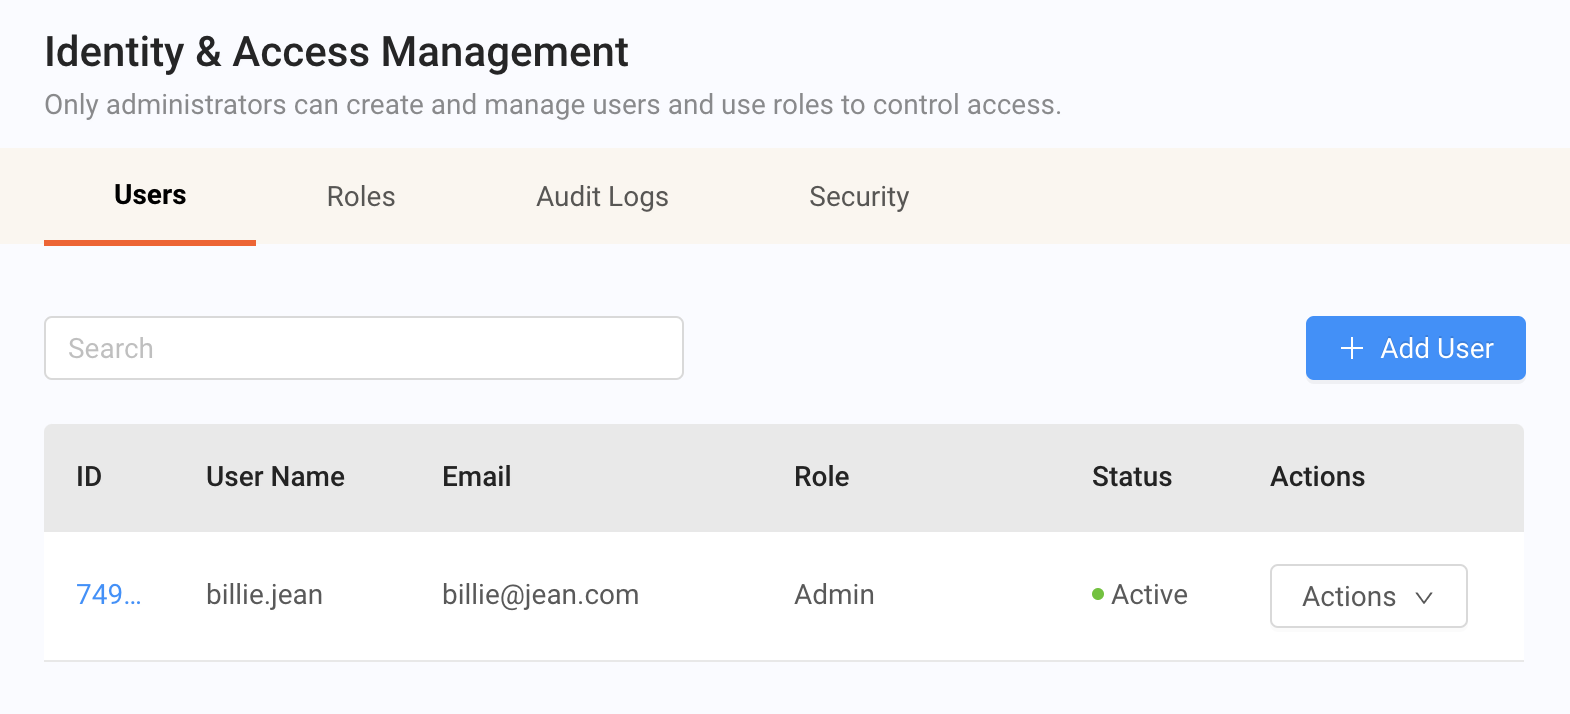 Identity & Access Management
Only administrators can create and manage users and use roles to control access.
Users Roles Audit Logs Security
Search
Add User
ID User Name Email Role Status Actions
749... billie.jean billie@jean.com Admin Active Actions